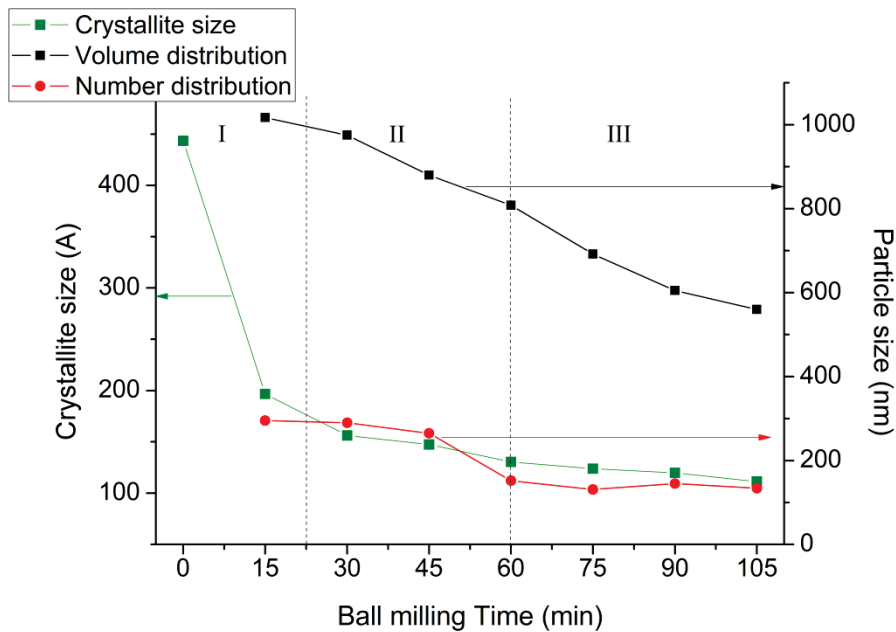 Crystallite size
Volume distribution
Number distribution
I
II
III
400
300
200
100
Crystallite size (A)
1000
800
600
400
200
0
Particle size (nm)
0 15 30 45 60 75 90 105
Ball milling Time (min)